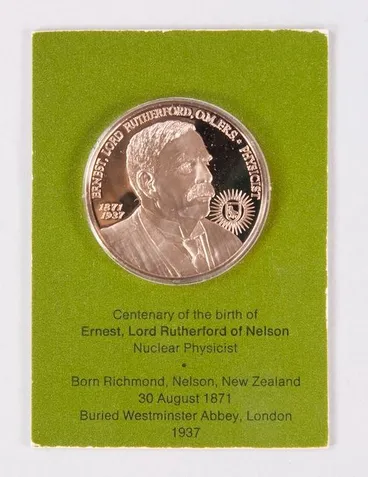 ERNEST, LORD RUTHERFORD, O.M., F.R.S. • PHYSICIST
1871
1937
Centenary of the birth of
Ernest, Lord Rutherford of Nelson
Nuclear Physicist
•
Born Richmond, Nelson, New Zealand
30 August 1871
Buried Westminster Abbey, London
1937